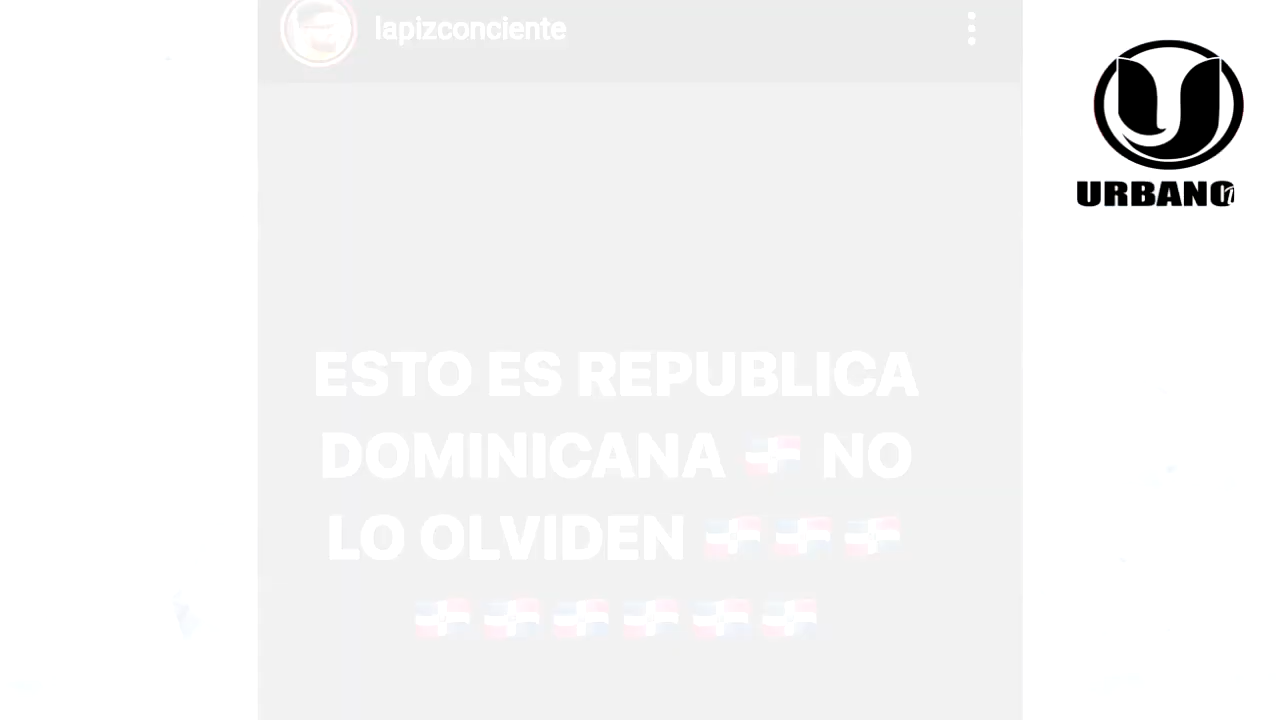 lapizconciente
URBANO
ESTO ES REPUBLICA
DOMINICANA 🇩🇴 NO
LO OLVIDEN 🇩🇴 🇩🇴 🇩🇴
🇩🇴 🇩🇴 🇩🇴 🇩🇴 🇩🇴 🇩🇴